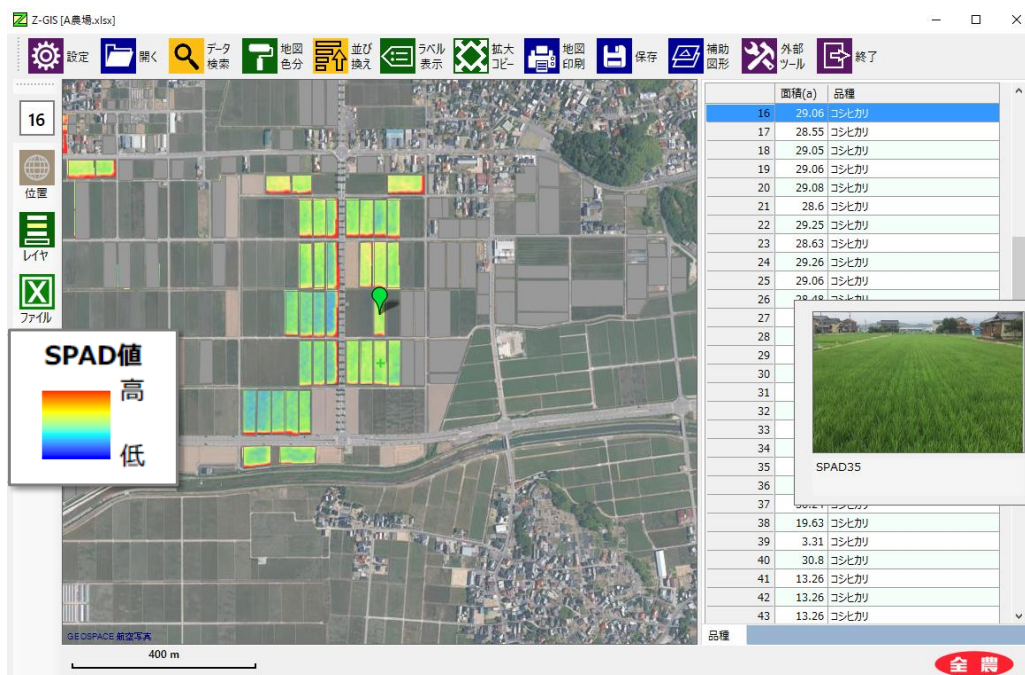 Z-GIS [A農場.xlsx]
設定
開く
データ
検索
地図
色分
並び
換え
ラベル
表示
拡大
コピー
地図
印刷
保存
補助
図形
外部
ツール
終了
16
位置
レイヤ
ファイル
SPAD値
高
低
GEOSPACE 航空写真
400 m
面積(a) 品種
16 29.06 コシヒカリ
17 28.55 コシヒカリ
18 29.05 コシヒカリ
19 29.06 コシヒカリ
20 29.08 コシヒカリ
21 28.6 コシヒカリ
22 29.25 コシヒカリ
23 28.63 コシヒカリ
24 29.26 コシヒカリ
25 29.06 コシヒカリ
26 28.48 コシヒカリ
27
28
29
30
31
32
33
34
35
36
37
38 19.63 コシヒカリ
39 3.31 コシヒカリ
40 30.8 コシヒカリ
41 13.26 コシヒカリ
42 13.26 コシヒカリ
43 13.26 コシヒカリ
SPAD35
品種
全農